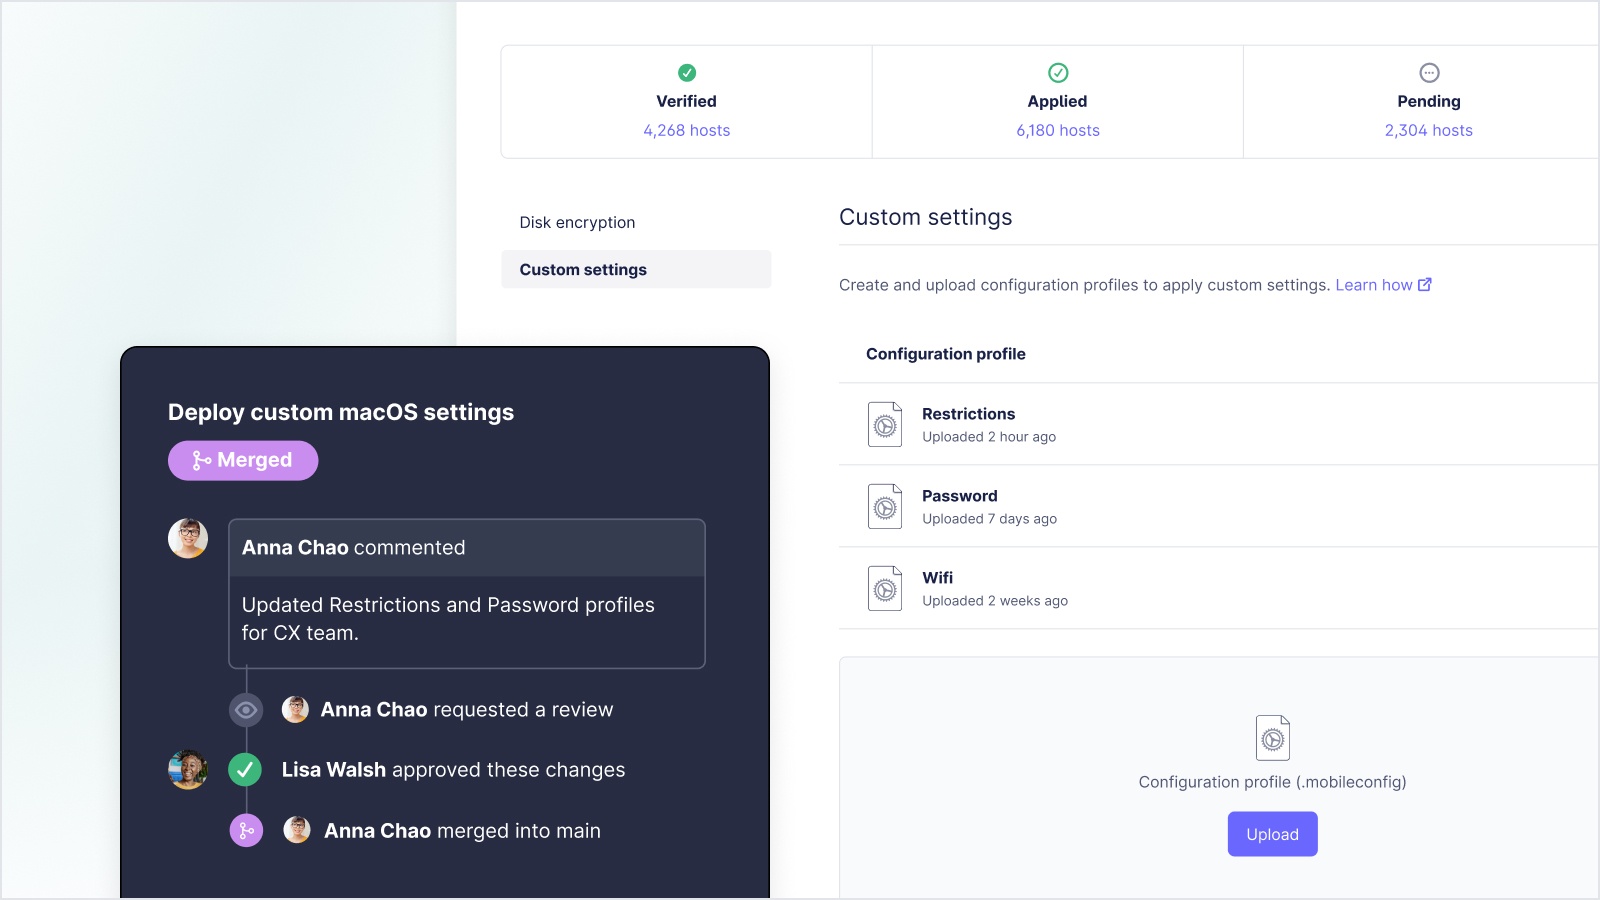 Verified
4,268 hosts
Applied
6,180 hosts
Pending
2,304 hosts
Disk encryption
Custom settings
Custom settings
Create and upload configuration profiles to apply custom settings. Learn how
Configuration profile
Restrictions
Uploaded 2 hour ago
Password
Uploaded 7 days ago
Wifi
Uploaded 2 weeks ago
Configuration profile (.mobileconfig)
Upload
Deploy custom macOS settings
Merged
Anna Chao commented
Updated Restrictions and Password profiles
for CX team.
Anna Chao requested a review
Lisa Walsh approved these changes
Anna Chao merged into main